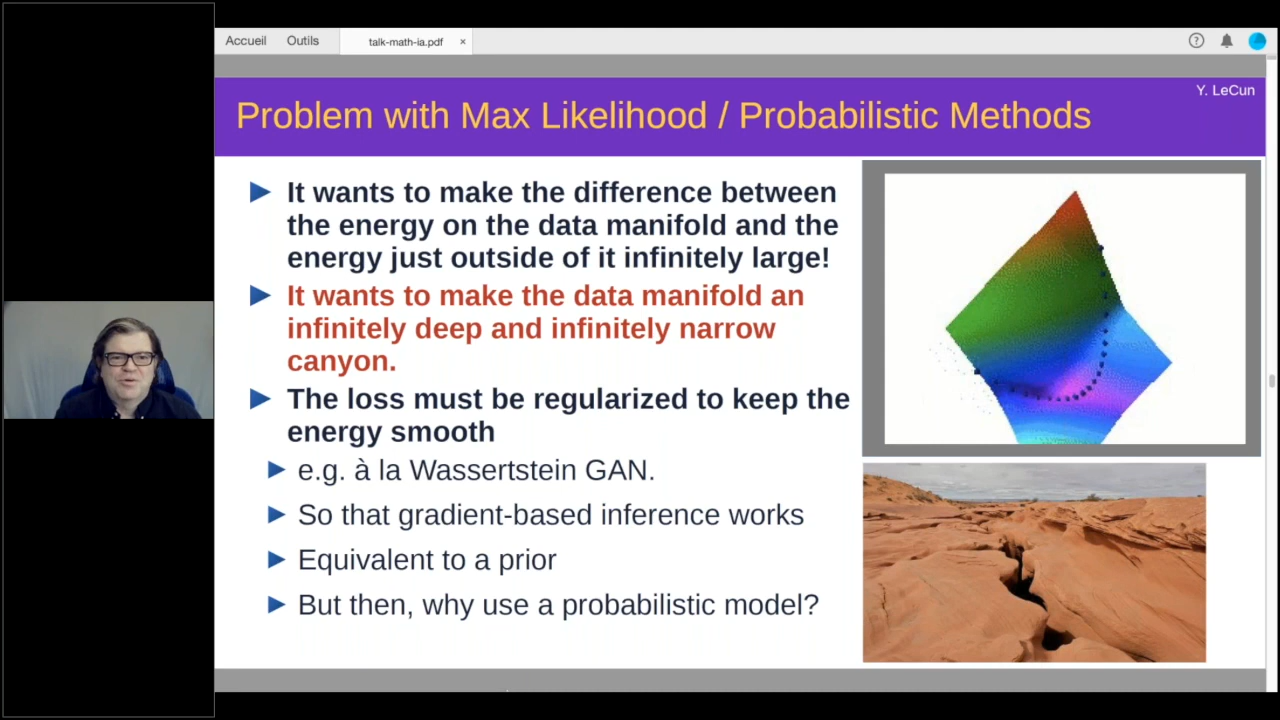 Accueil Outils talk-math-ia.pdf ×
Y. LeCun
Problem with Max Likelihood / Probabilistic Methods
It wants to make the difference between
the energy on the data manifold and the
energy just outside of it infinitely large!
It wants to make the data manifold an
infinitely deep and infinitely narrow
canyon.
The loss must be regularized to keep the
energy smooth
e.g. à la Wassertstein GAN.
So that gradient-based inference works
Equivalent to a prior
But then, why use a probabilistic model?